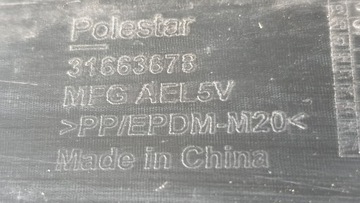 Polestar
31663678
MFG AEL5V
>PP/EPDM-M20<
Made in China